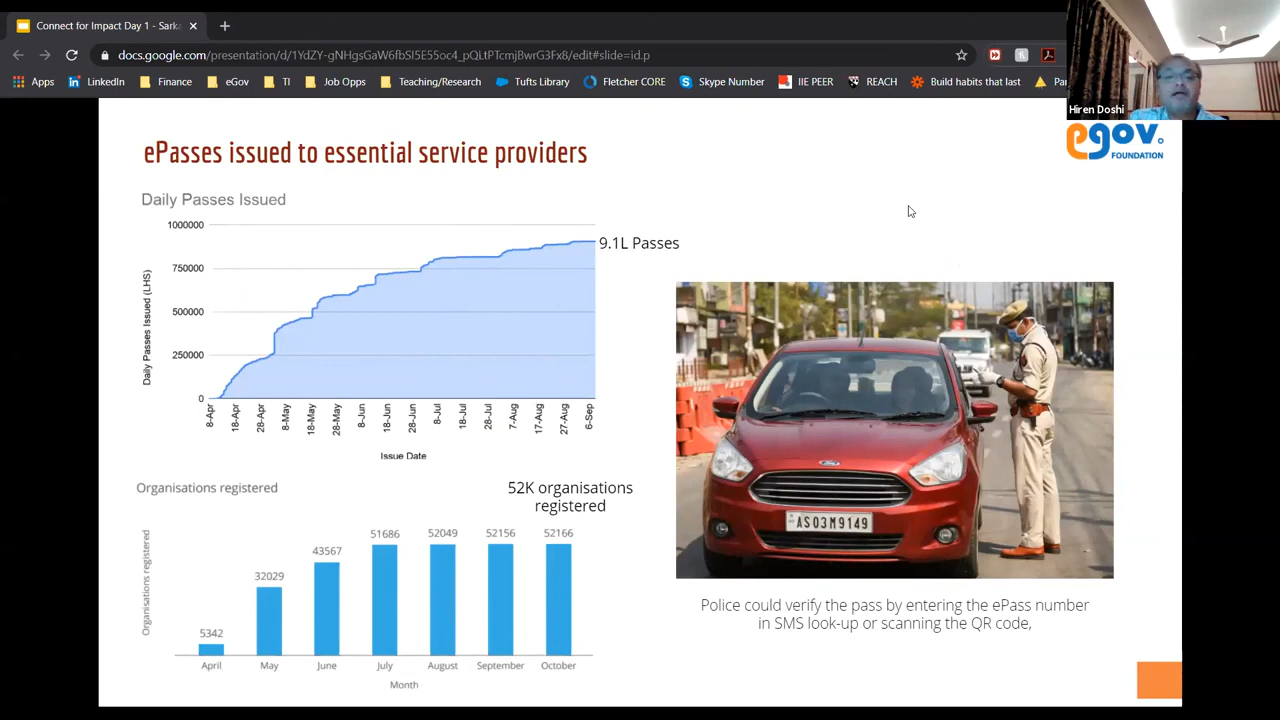 Connect for Impact Day 1 - Sarka
docs.google.com/presentation/d/1YdZY-gNHgsGaW6fbSl5E55oc4_pQLtPTcmjBwrG3Fx8/edit#slide=id.p
Apps LinkedIn Finance eGov TI Job Ops Teaching/Research Tufts Library Fletcher CORE Skype Number IIE PEER REACH Build habits that last
Hiren Doshi
egov
FOUNDATION
ePasses issued to essential service providers
Daily Passes Issued
Daily Passes Issued (LHS)
1000000
750000
500000
250000
0
9.1L Passes
8-Apr 18-Apr 28-Apr 8-May 18-May 28-May 8-Jun 18-Jun 28-Jun 8-Jul 18-Jul 28-Jul 7-Aug 17-Aug 27-Aug 6-Sep
Issue Date
Organisations registered
52K organisations
registered
Organisations registered
5342 32029 43567 51686 52049 52156 52166
April May June July August September October
Month
AS03M9149
Police could verify the pass by entering the ePass number
in SMS look-up or scanning the QR code,